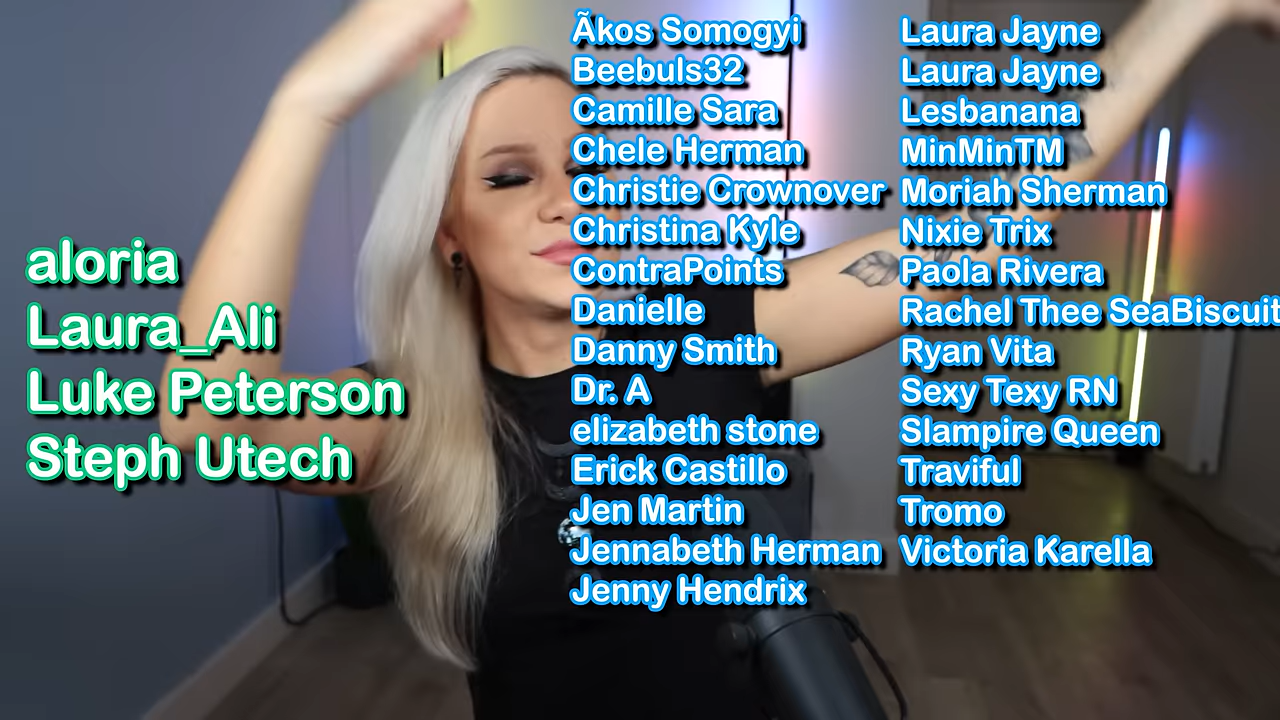 aloria
Laura_Ali
Luke Peterson
Steph Utech
Ãkos Somogyi
Beebuls32
Camille Sara
Chele Herman
Christie Crownover
Christina Kyle
ContraPoints
Danielle
Danny Smith
Dr. A
elizabeth stone
Erick Castillo
Jen Martin
Jennabeth Herman
Jenny Hendrix
Laura Jayne
Laura Jayne
Lesbanana
MinMinTM
Moriah Sherman
Nixie Trix
Paola Rivera
Rachel Thee SeaBiscuit
Ryan Vita
Sexy Texy RN
Slampire Queen
Traviful
Tromo
Victoria Karella